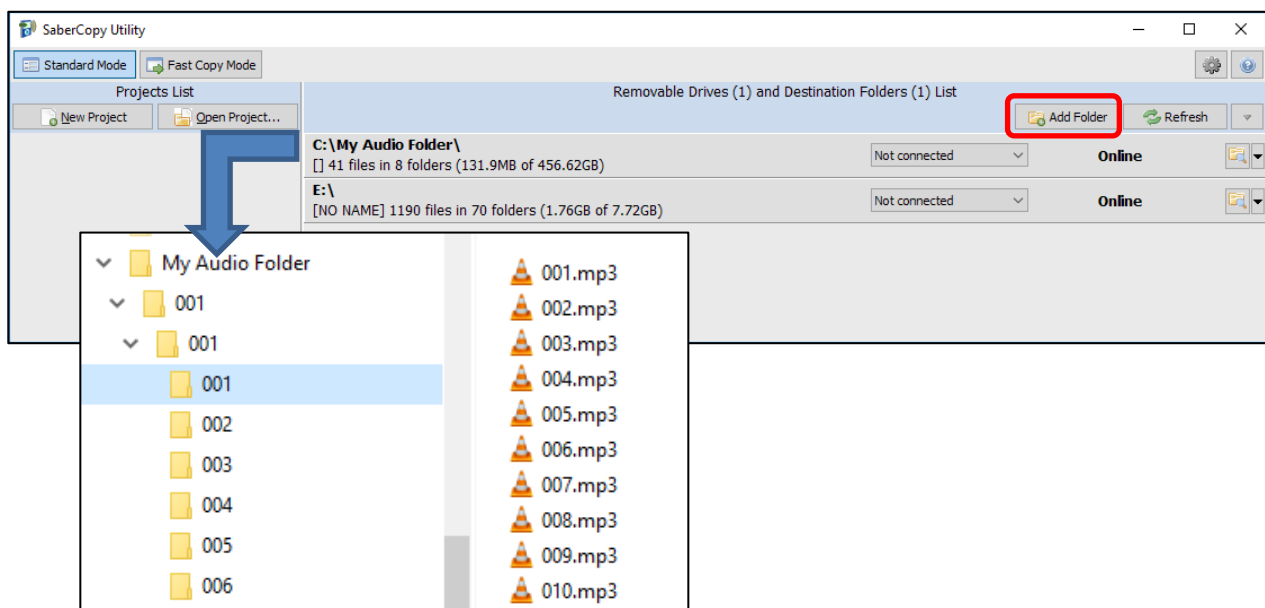 SaberCopy Utility
Standard Mode Fast Copy Mode
Projects List Removable Drives (1) and Destination Folders (1) List
New Project Open Project... Add Folder Refresh
C:\My Audio Folder\
[] 41 files in 8 folders (131.9MB of 456.62GB) Not connected Online
E:\
[NO NAME] 1190 files in 70 folders (1.76GB of 7.72GB) Not connected Online
My Audio Folder
001
001
001
002
003
004
005
006
001.mp3
002.mp3
003.mp3
004.mp3
005.mp3
006.mp3
007.mp3
008.mp3
009.mp3
010.mp3